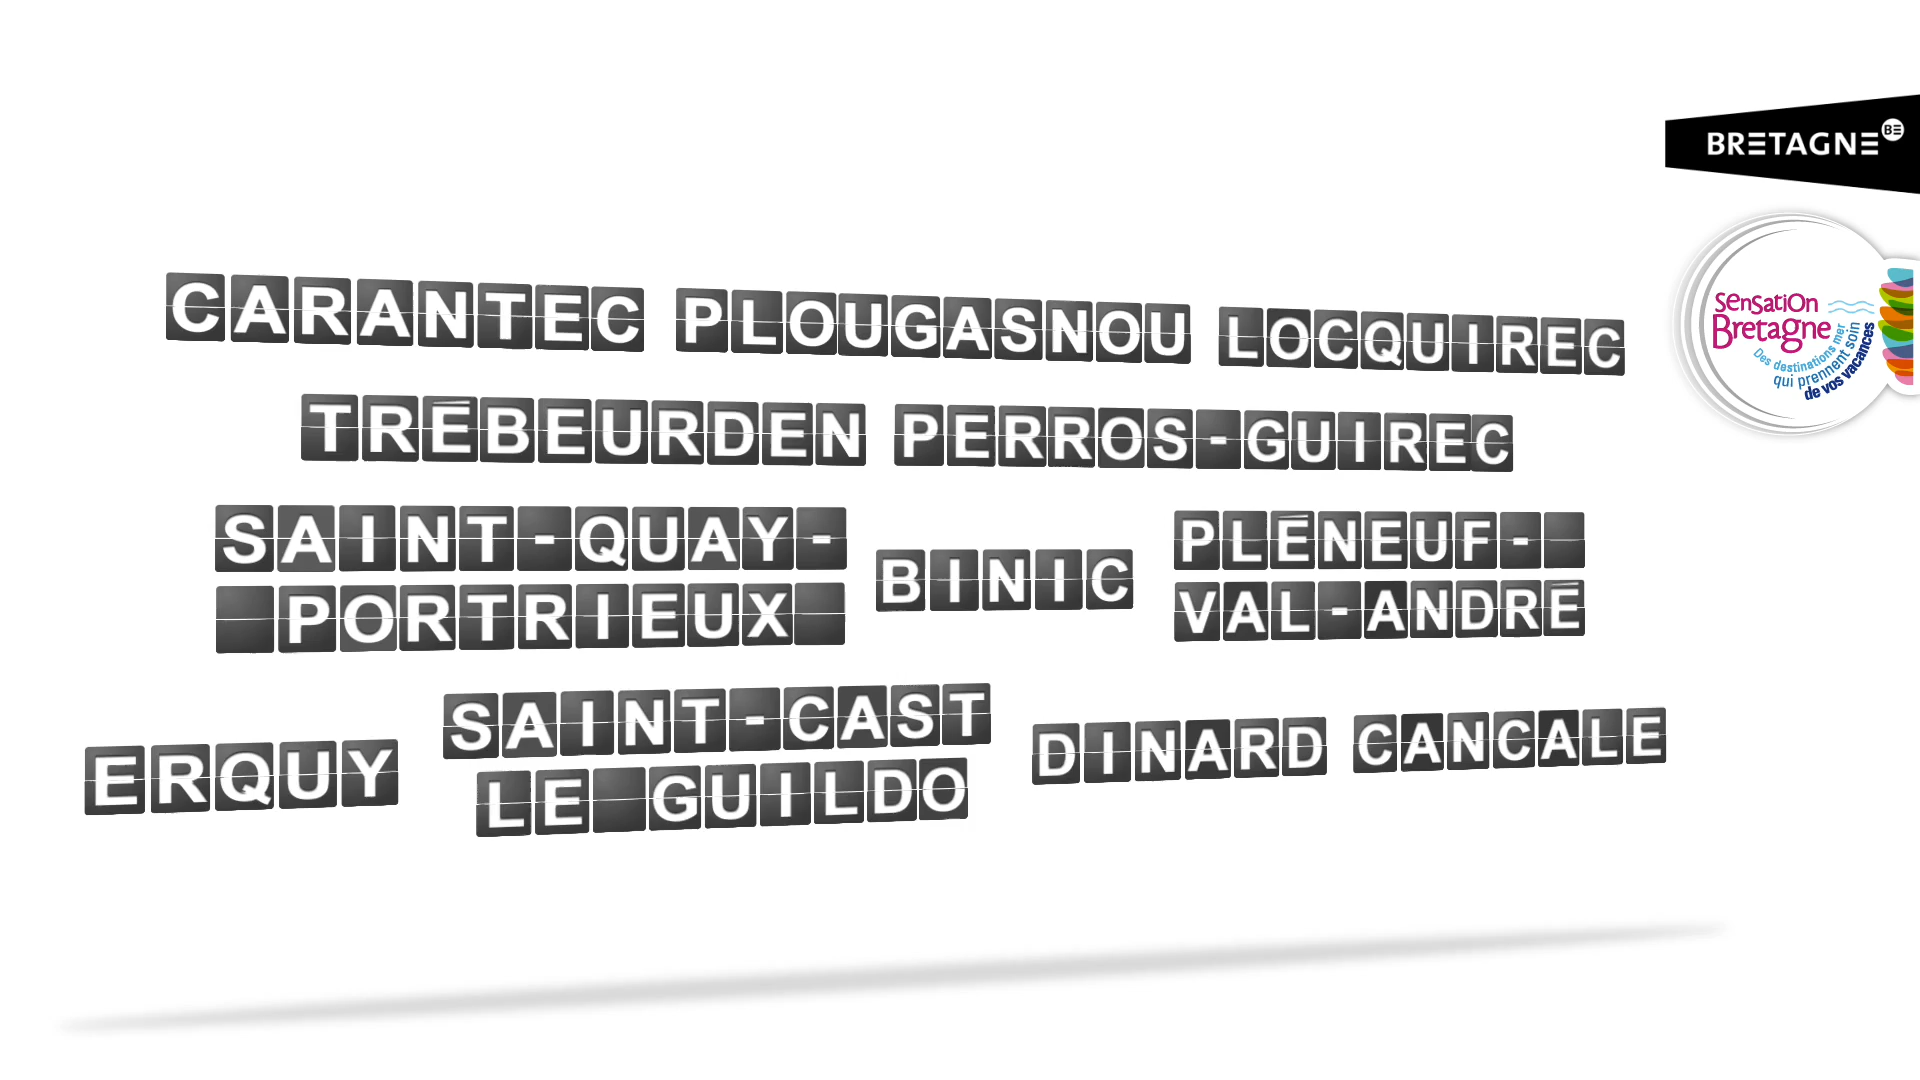 BRETAGNE BE
CARANTEC PLOUGASNOU LOCQUIREC
TRÉBEURDEN PERROS-GUIREC
SAINT-QUAY-
PORTRIEUX
BINIC
PLÉNEUF-
VAL-ANDRÉ
ERQUY
SAINT-CAST
LE GUILDO
DINARD CANCALE
Sensation
Bretagne
Des destinations mer
qui prennent soin
de vos vacances